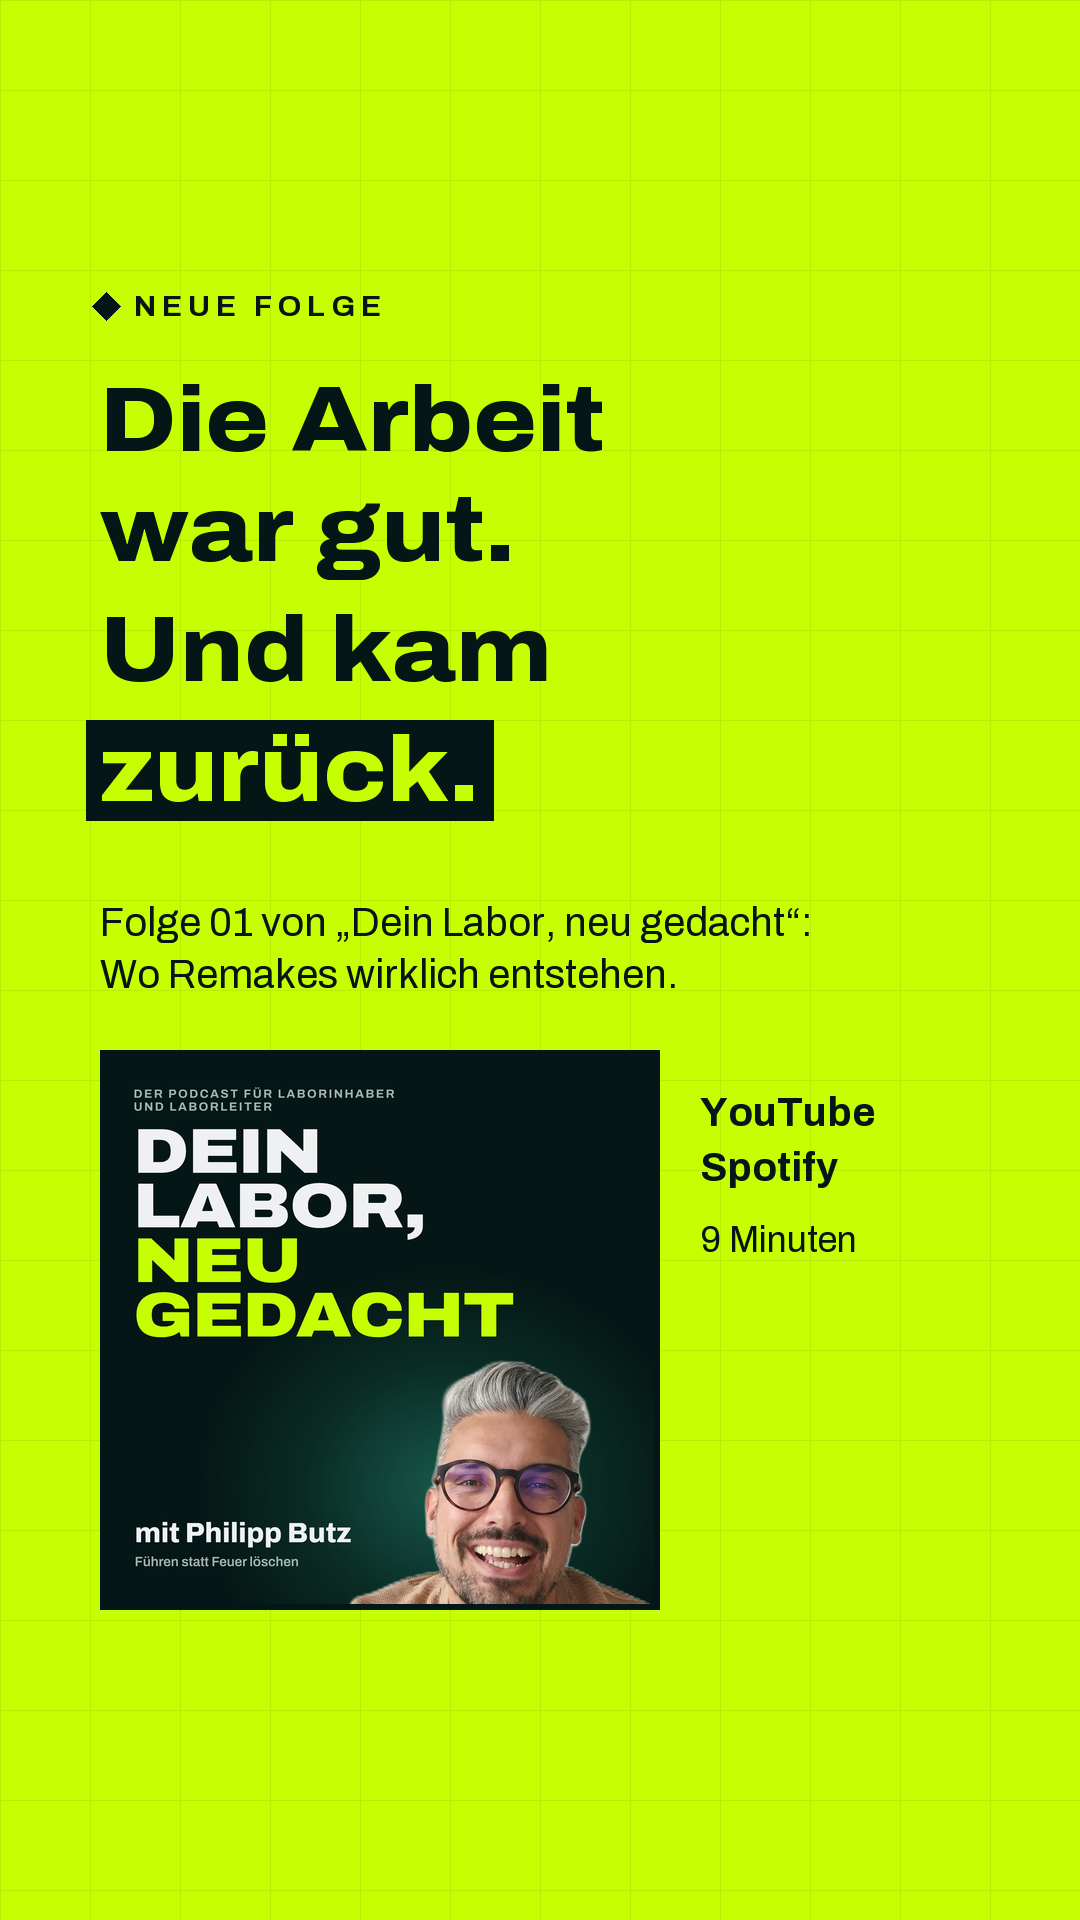 NEUE FOLGE
Die Arbeit
war gut.
Und kam
zurück.
Folge 01 von „Dein Labor, neu gedacht“:
Wo Remakes wirklich entstehen.
DER PODCAST FÜR LABORINHABER
UND LABORLEITER
DEIN
LABOR,
NEU
GEDACHT
mit Philipp Butz
Führen statt Feuer löschen
YouTube
Spotify
9 Minuten